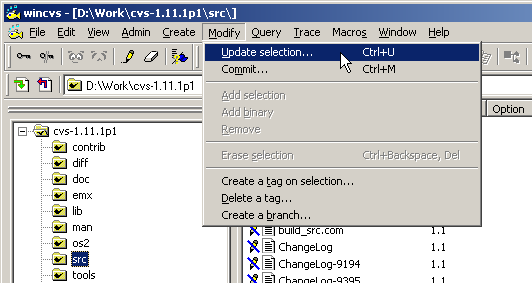 wincvs - [D:\Work\cvs-1.11.1p1\src\]
File Edit View Admin Create Modify Query Trace Macros Window Help
Update selection... Ctrl+U
D:\Work\cvs-1.11.1p1
Commit... Ctrl+M
Add selection
Option
Add binary
cvs-1.11.1p1
Remove
contrib
diff
Erase selection Ctrl+Backspace, Del
doc
Create a tag on selection...
emx
Delete a tag...
lib
Create a branch...
man
build_src.com 1.1
os2
ChangeLog 1.1
src
ChangeLog-9194 1.1
tools
ChangeLog-9395 1.1